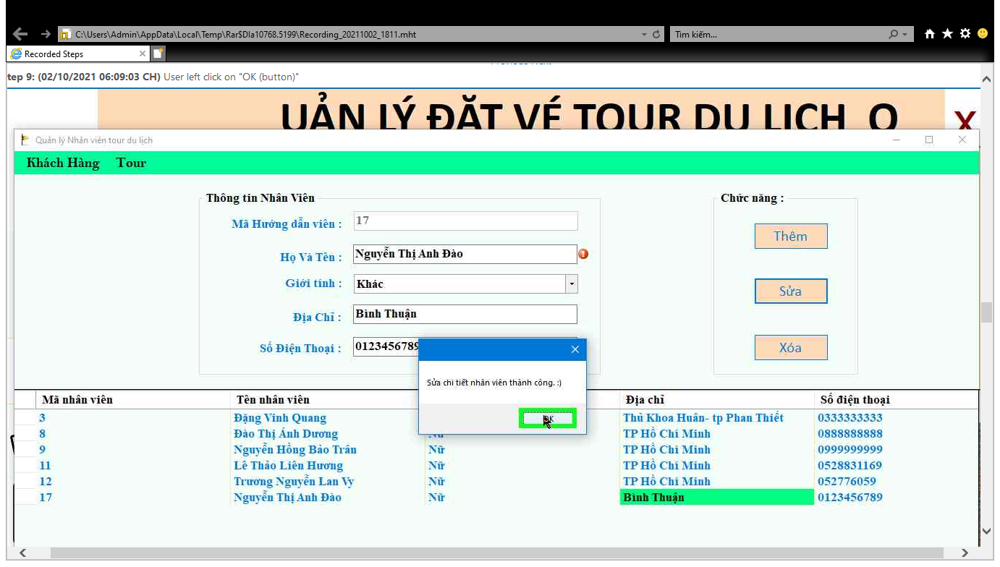 C:\Users\Admin\AppData\Local\Temp\Rar$DIa10768.5199\Recording_20211002_1811.mht
Tìm kiếm...
Recorded Steps
tep 9: (02/10/2021 06:09:03 CH) User left click on "OK (button)"
UẢN LÝ ĐẶT VÉ TOUR DU LỊCH Q
X
Quản lý Nhân viên tour du lịch
Khách Hàng Tour
Thông tin Nhân Viên
Chức năng :
Mã Hướng dẫn viên : 17
Thêm
Họ Và Tên : Nguyễn Thị Anh Đào
Giới tính : Khác
Sửa
Địa Chỉ : Bình Thuận
Số Điện Thoại : 0123456789
Xóa
Sửa chi tiết nhân viên thành công. :)
OK
Mã nhân viên Tên nhân viên Địa chỉ Số điện thoại
3 Đặng Vinh Quang Thủ Khoa Huân- tp Phan Thiết 0333333333
8 Đào Thị Ánh Dương Nữ TP Hồ Chí Minh 0888888888
9 Nguyễn Hồng Bảo Trân Nữ TP Hồ Chí Minh 0999999999
11 Lê Thảo Liên Hương Nữ TP Hồ Chí Minh 0528831169
12 Trương Nguyễn Lan Vy Nữ TP Hồ Chí Minh 052776059
17 Nguyễn Thị Anh Đào Nữ Bình Thuận 0123456789